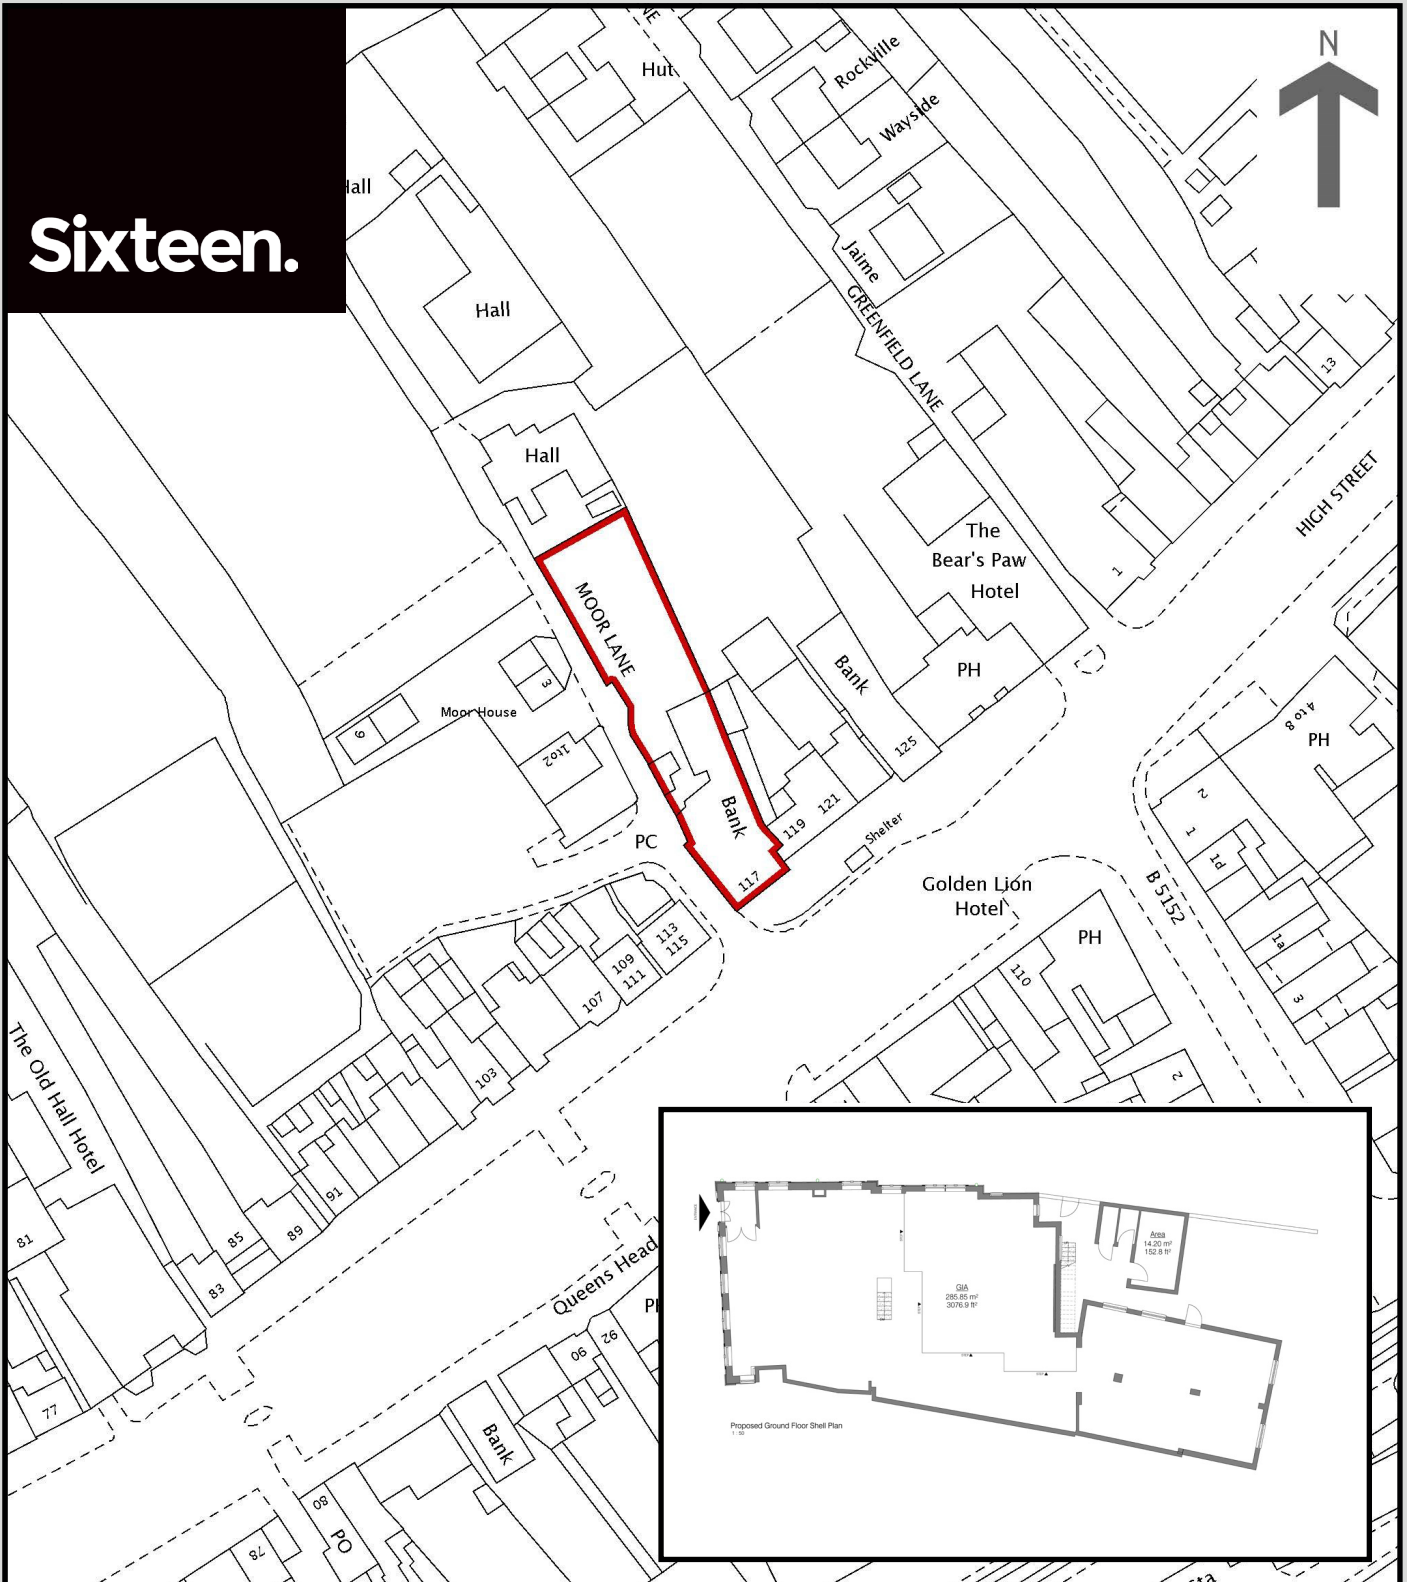 Sixteen.
N
Hut
Rockville
Wayside
Hall
Hall
Jaime
GREENFIELD LANE
13
Hall
HIGH STREET
The
Bear's Paw
Hotel
1
MOOR LANE
Bank
PH
3
Moor House
6
1to2
125
4 to 8
PH
Bank
121
119
Shelter
2
1
1d
PC
117
Golden Lion
Hotel
B 5152
PH
1a
3
113
115
109
111
107
110
103
2
The Old Hall Hotel
91
89
85
83
81
77
Queens Head
92
90
Bank
80
PO
78
Area
14.20 m²
152.8 ft²
GIA
285.85 m²
3076.9 ft²
Proposed Ground Floor Shell Plan
1 : 50